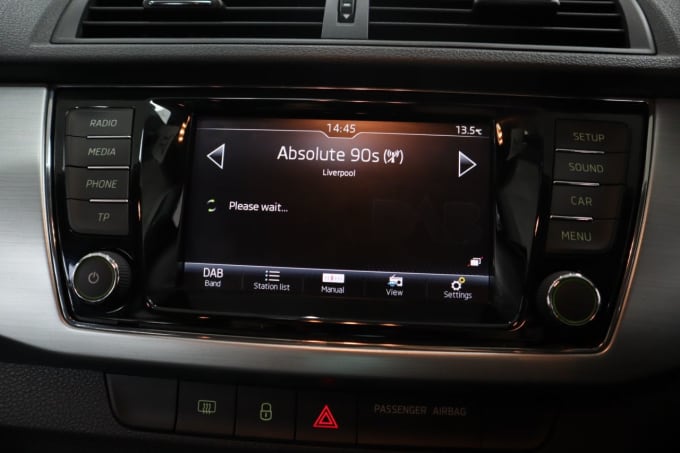 14:45
13.5°C
Absolute 90s
Liverpool
Please wait...
DAB
Band
Station list
Manual
View
Settings
RADIO
MEDIA
PHONE
TP
SETUP
SOUND
CAR
MENU
PASSENGER AIRBAG